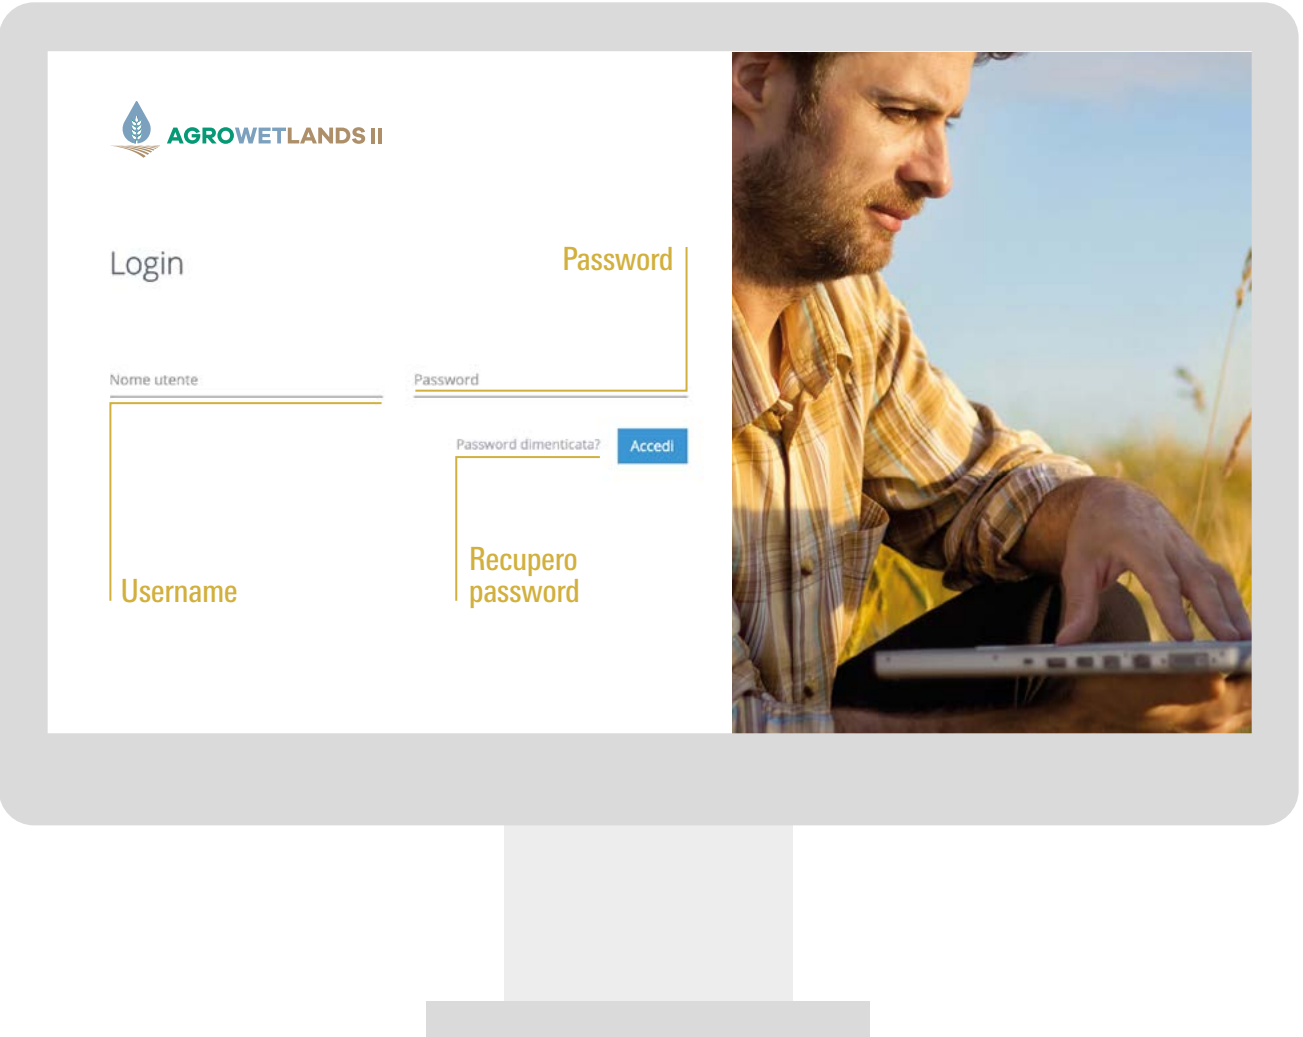 AGROWETLANDS II
Login
Password
Nome utente
Password
Password dimenticata?
Accedi
Username
Recupero
password